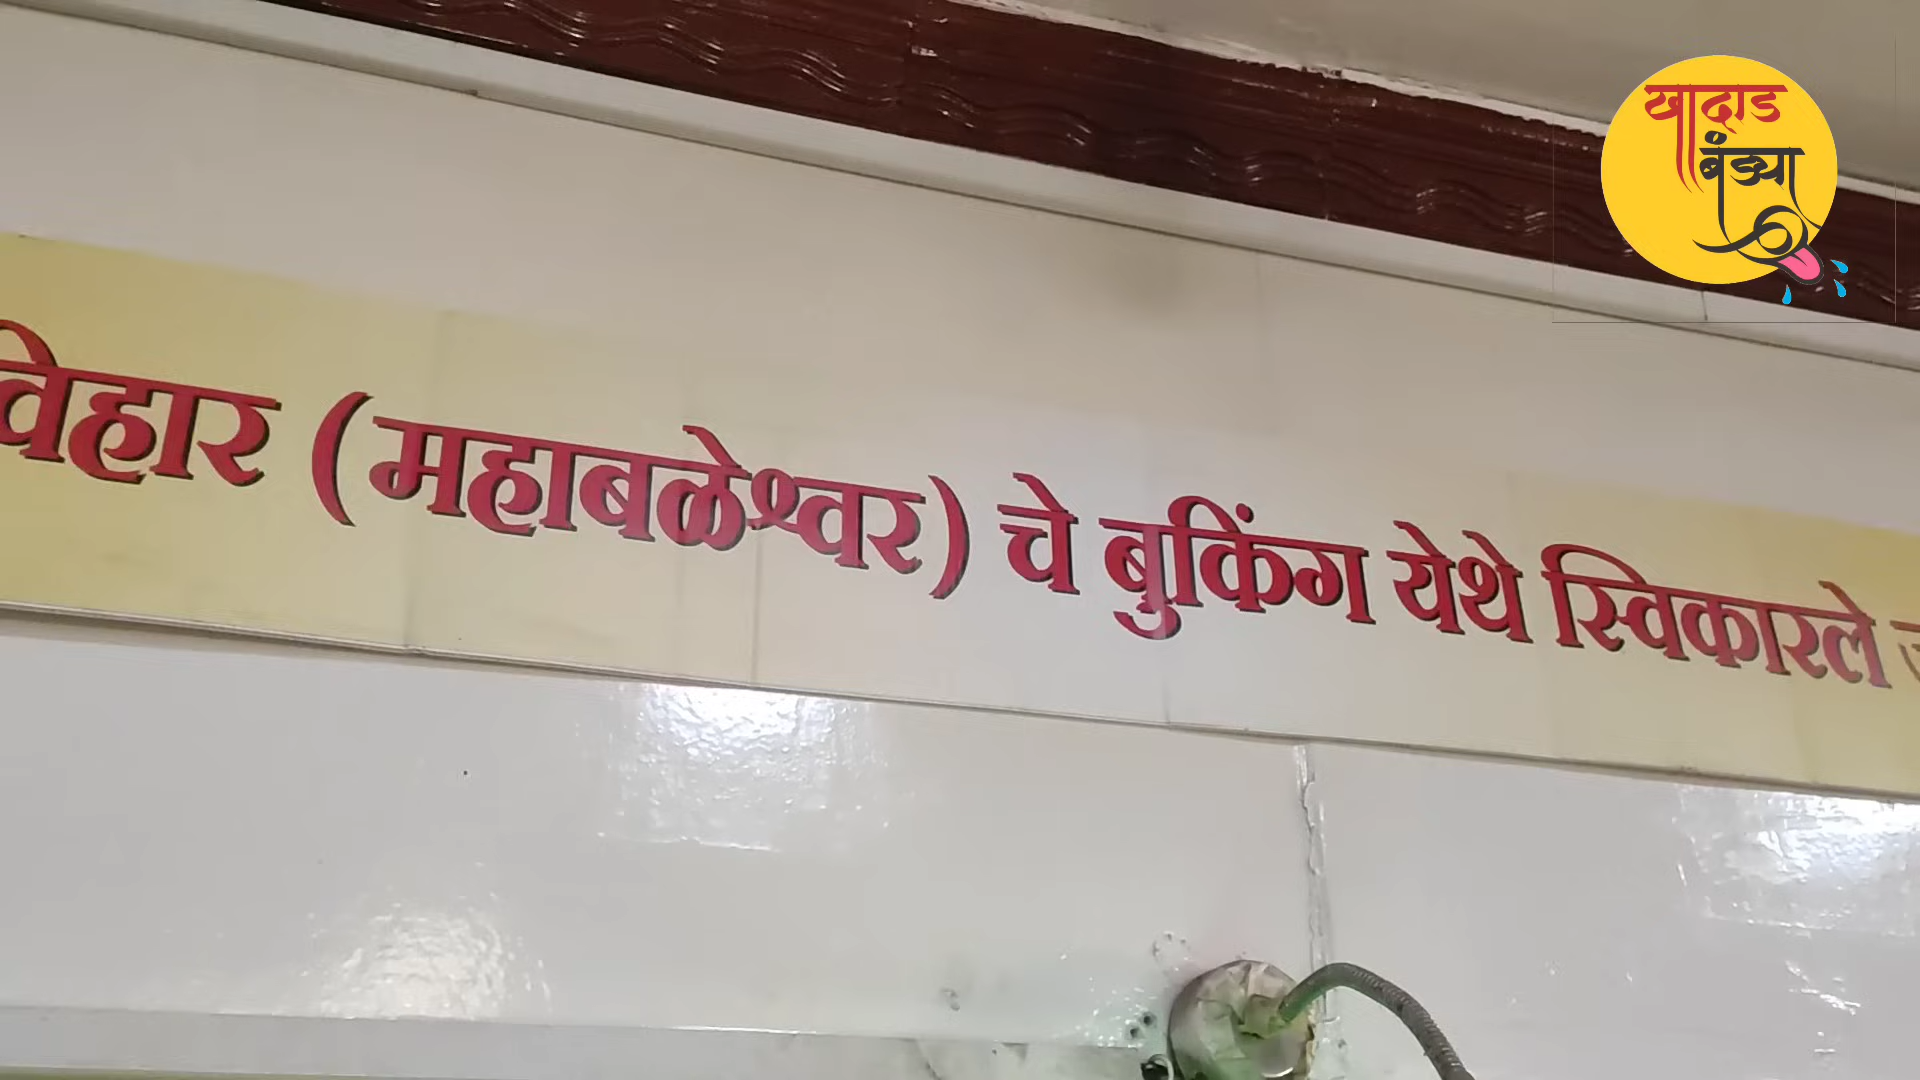 खादाड
बंड्या
विहार (महाबळेश्वर) चे बुकिंग येथे स्विकारले